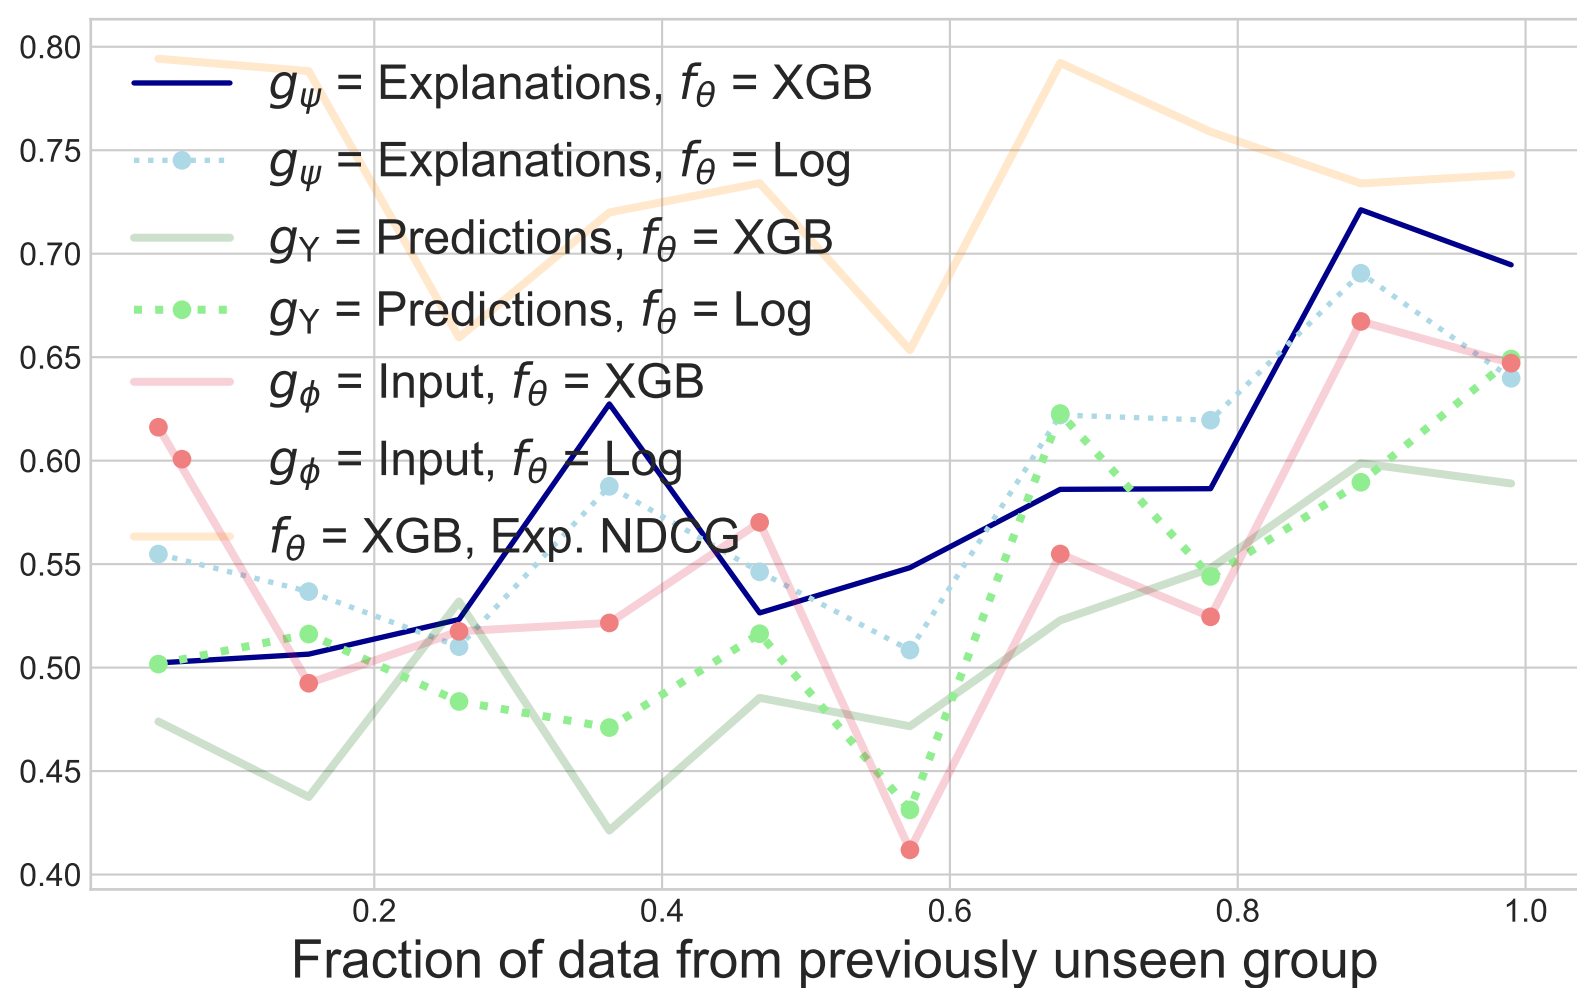 0.80
0.75
0.70
0.65
0.60
0.55
0.50
0.45
0.40
gψ = Explanations, fθ = XGB
gψ = Explanations, fθ = Log
gY = Predictions, fθ = XGB
gY = Predictions, fθ = Log
gϕ = Input, fθ = XGB
gϕ = Input, fθ = Log
fθ = XGB, Exp. NDCG
0.2 0.4 0.6 0.8 1.0
Fraction of data from previously unseen group